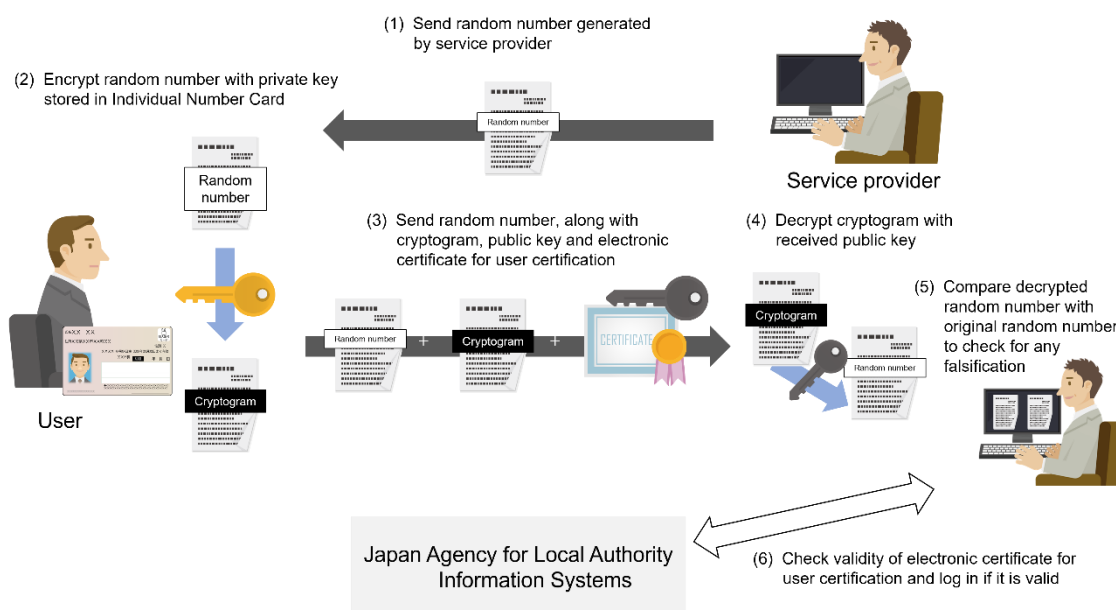 (1) Send random number generated
by service provider
(2) Encrypt random number with private key
stored in Individual Number Card
Random number
Random
number
Service provider
(3) Send random number, along with
cryptogram, public key and electronic
certificate for user certification
(4) Decrypt cryptogram with
received public key
(5) Compare decrypted
random number with
original random number
to check for any
falsification
Random number
+
Cryptogram
+
CERTIFICATE
Cryptogram
Random number
Cryptogram
User
Japan Agency for Local Authority
Information Systems
(6) Check validity of electronic certificate for
user certification and log in if it is valid